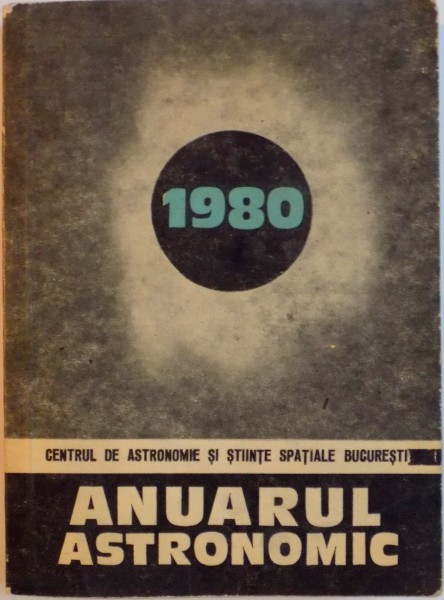 1980
CENTRUL DE ASTRONOMIE ȘI ȘTIINȚE SPAȚIALE BUCUREȘTI
ANUARUL
ASTRONOMIC